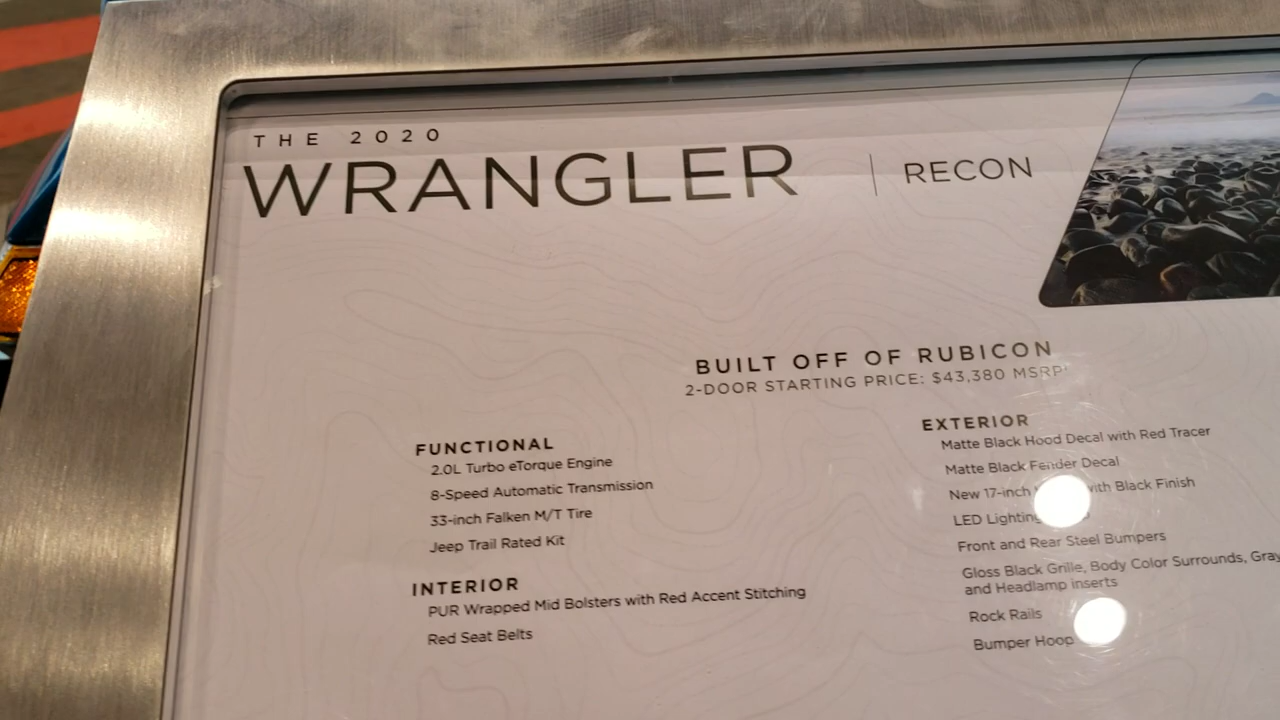 THE 2020
WRANGLER | RECON
BUILT OFF OF RUBICON
2-DOOR STARTING PRICE: $43,380 MSRP
FUNCTIONAL
2.0L Turbo eTorque Engine
8-Speed Automatic Transmission
33-inch Falken M/T Tire
Jeep Trail Rated Kit
INTERIOR
PUR Wrapped Mid Bolsters with Red Accent Stitching
Red Seat Belts
EXTERIOR
Matte Black Hood Decal with Red Tracer
Matte Black Fender Decal
New 17-inch with Black Finish
LED Lighting
Front and Rear Steel Bumpers
Gloss Black Grille, Body Color Surrounds, Gray
and Headlamp inserts
Rock Rails
Bumper Hoop